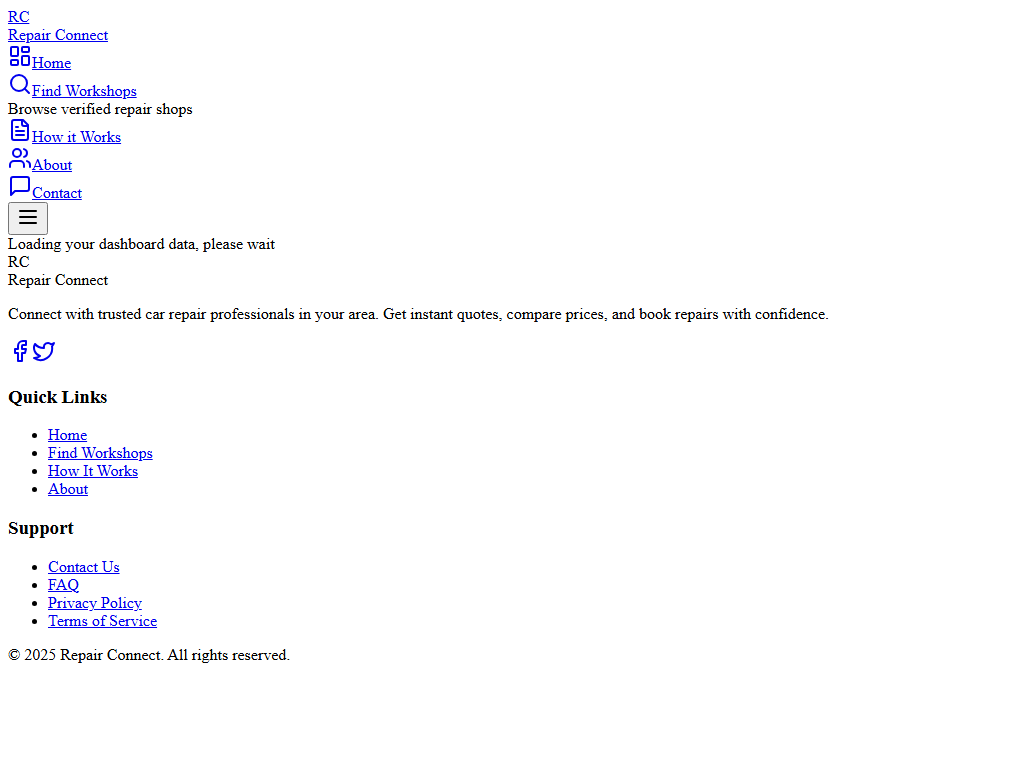 RC
Repair Connect
Home
Find Workshops
Browse verified repair shops
How it Works
About
Contact
Loading your dashboard data, please wait
RC
Repair Connect
Connect with trusted car repair professionals in your area. Get instant quotes, compare prices, and book repairs with confidence.
Quick Links
Home
Find Workshops
How It Works
About
Support
Contact Us
FAQ
Privacy Policy
Terms of Service
© 2025 Repair Connect. All rights reserved.